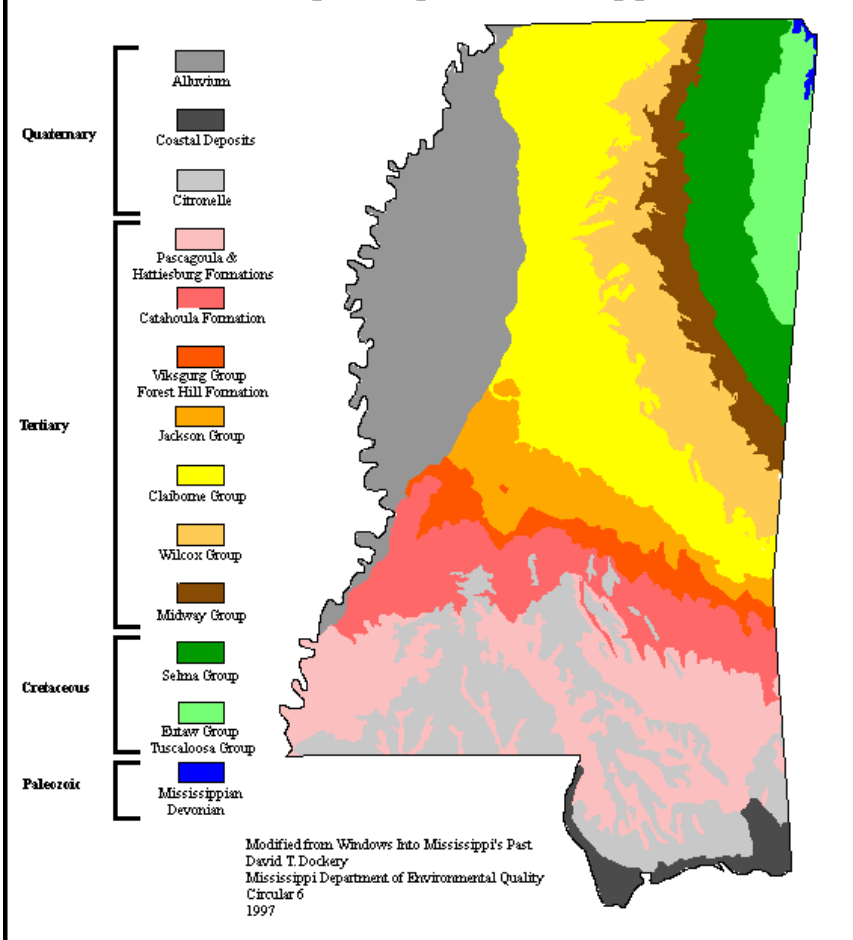 Quaternary
Alluvium
Coastal Deposits
Citronelle
Tertiary
Pascagoula &
Hattiesburg Formations
Catahoula Formation
Viksgurg Group
Forest Hill Formation
Jackson Group
Claiborne Group
Wilcox Group
Midway Group
Cretaceous
Selma Group
Eutaw Group
Tuscaloosa Group
Paleozoic
Mississippian
Devonian
Modified from Windows Into Mississippi's Past
David T. Dockery
Mississippi Department of Environmental Quality
Circular 6
1997